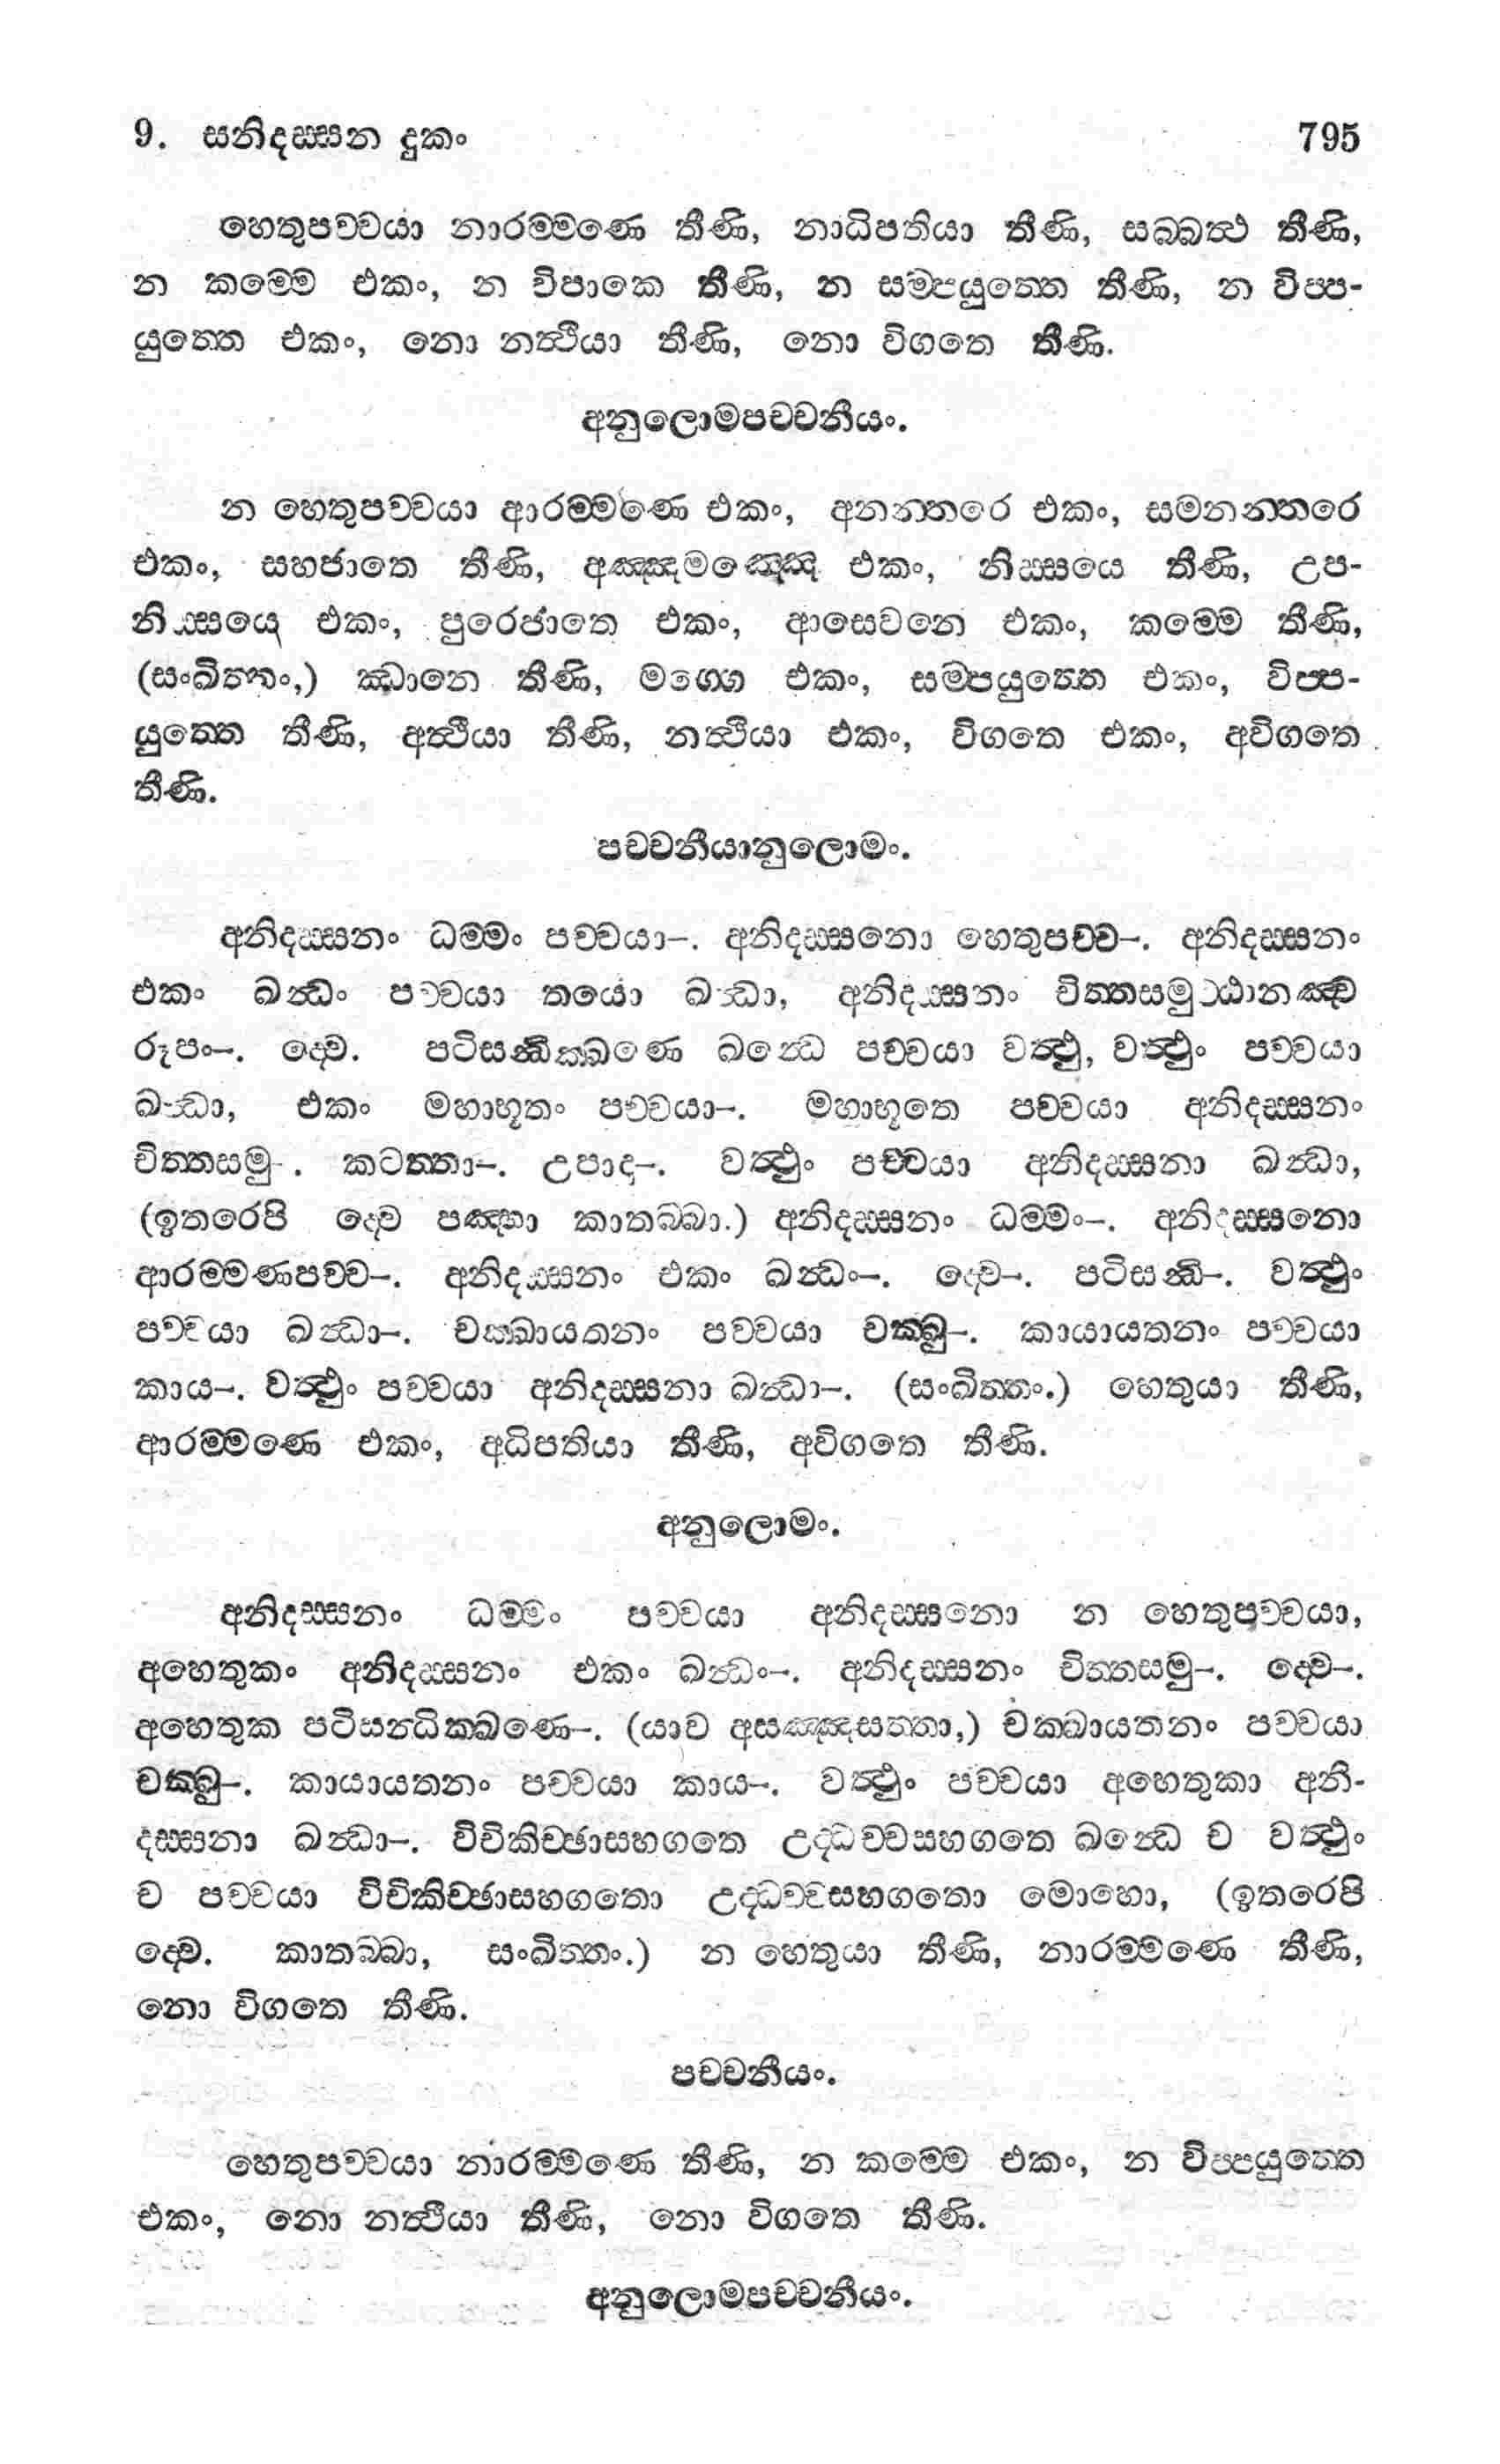 9. සනිදස්සන දුකං 795
හෙතුපච්චයා නාරම්මණෙ තීණි, නාධිපතියා තීණි, සබ්බත්ථ තීණි,
න කම්මෙ එකං, න විපාකෙ තීණි, න සම්පයුත්තෙ තීණි, න විප්ප-
යුත්තෙ එකං, නො නත්ථියා තීණි, නො විගතෙ තීණි.
අනුලොමපච්චනීයං.
න හෙතුපච්චයා ආරම්මණෙ එකං, අනන්තරෙ එකං, සමනන්තරෙ
එකං, සහජාතෙ තීණි, අඤ්ඤමඤ්ඤෙ එකං, නිස්සයෙ තීණි, උප-
නිස්සයෙ එකං, පුරෙජාතෙ එකං, ආසෙවනෙ එකං, කම්මෙ තීණි,
(සංඛිත්තං,) ඣානෙ තීණි, මග්ගෙ එකං, සම්පයුත්තෙ එකං, විප්ප-
යුත්තෙ තීණි, අත්ථියා තීණි, නත්ථියා එකං, විගතෙ එකං, අවිගතෙ
තීණි.
පච්චනීයානුලොමං.
අනිදස්සනං ධම්මං පච්චයා–. අනිදස්සනො හෙතුපච්ච–. අනිදස්සනං
එකං ඛන්ධං පච්චයා තයො ඛන්ධා, අනිදස්සනං චිත්තසමුට්ඨානඤ්ච
රූපං–. ද්වෙ. පටිසන්ධික්ඛණෙ ඛන්ධෙ පච්චයා වත්ථු, වත්ථුං පච්චයා
ඛන්ධා, එකං මහාභූතං පච්චයා–. මහාභූතෙ පච්චයා අනිදස්සනං
චිත්තසමු–. කටත්තා–. උපාදා–. වත්ථුං පච්චයා අනිදස්සනා ඛන්ධා,
(ඉතරෙපි ද්වෙ පඤ්හා කාතබ්බා.) අනිදස්සනං ධම්මං–. අනිදස්සනො
ආරම්මණපච්ච–. අනිදස්සනං එකං ඛන්ධං–. ද්වෙ–. පටිසන්ධි–. වත්ථුං
පච්චයා ඛන්ධා–. චක්ඛායතනං පච්චයා චක්ඛු–. කායායතනං පච්චයා
කාය–. වත්ථුං පච්චයා අනිදස්සනා ඛන්ධා–. (සංඛිත්තං.) හෙතුයා තීණි,
ආරම්මණෙ එකං, අධිපතියා තීණි, අවිගතෙ තීණි.
අනුලොමං.
අනිදස්සනං ධම්මං පච්චයා අනිදස්සනො න හෙතුපච්චයා,
අහෙතුකං අනිදස්සනං එකං ඛන්ධං–. අනිදස්සනං චිත්තසමු–. ද්වෙ–.
අහෙතුක පටිසන්ධික්ඛණෙ–. (යාව අසඤ්ඤසත්තා,) චක්ඛායතනං පච්චයා
චක්ඛු–. කායායතනං පච්චයා කාය–. වත්ථුං පච්චයා අහෙතුකා අනි-
දස්සනා ඛන්ධා–. විචිකිච්ඡාසහගතෙ උද්ධච්චසහගතෙ ඛන්ධෙ ච වත්ථුං
ච පච්චයා විචිකිච්ඡාසහගතො උද්ධච්චසහගතො මොහො, (ඉතරෙපි
ද්වෙ. කාතබ්බා, සංඛිත්තං.) න හෙතුයා තීණි, නාරම්මණෙ තීණි,
නො විගතෙ තීණි.
පච්චනීයං.
හෙතුපච්චයා නාරම්මණෙ තීණි, න කම්මෙ එකං, න විප්පයුත්තෙ
එකං, නො නත්ථියා තීණි, නො විගතෙ තීණි.
අනුලොමපච්චනීයං.